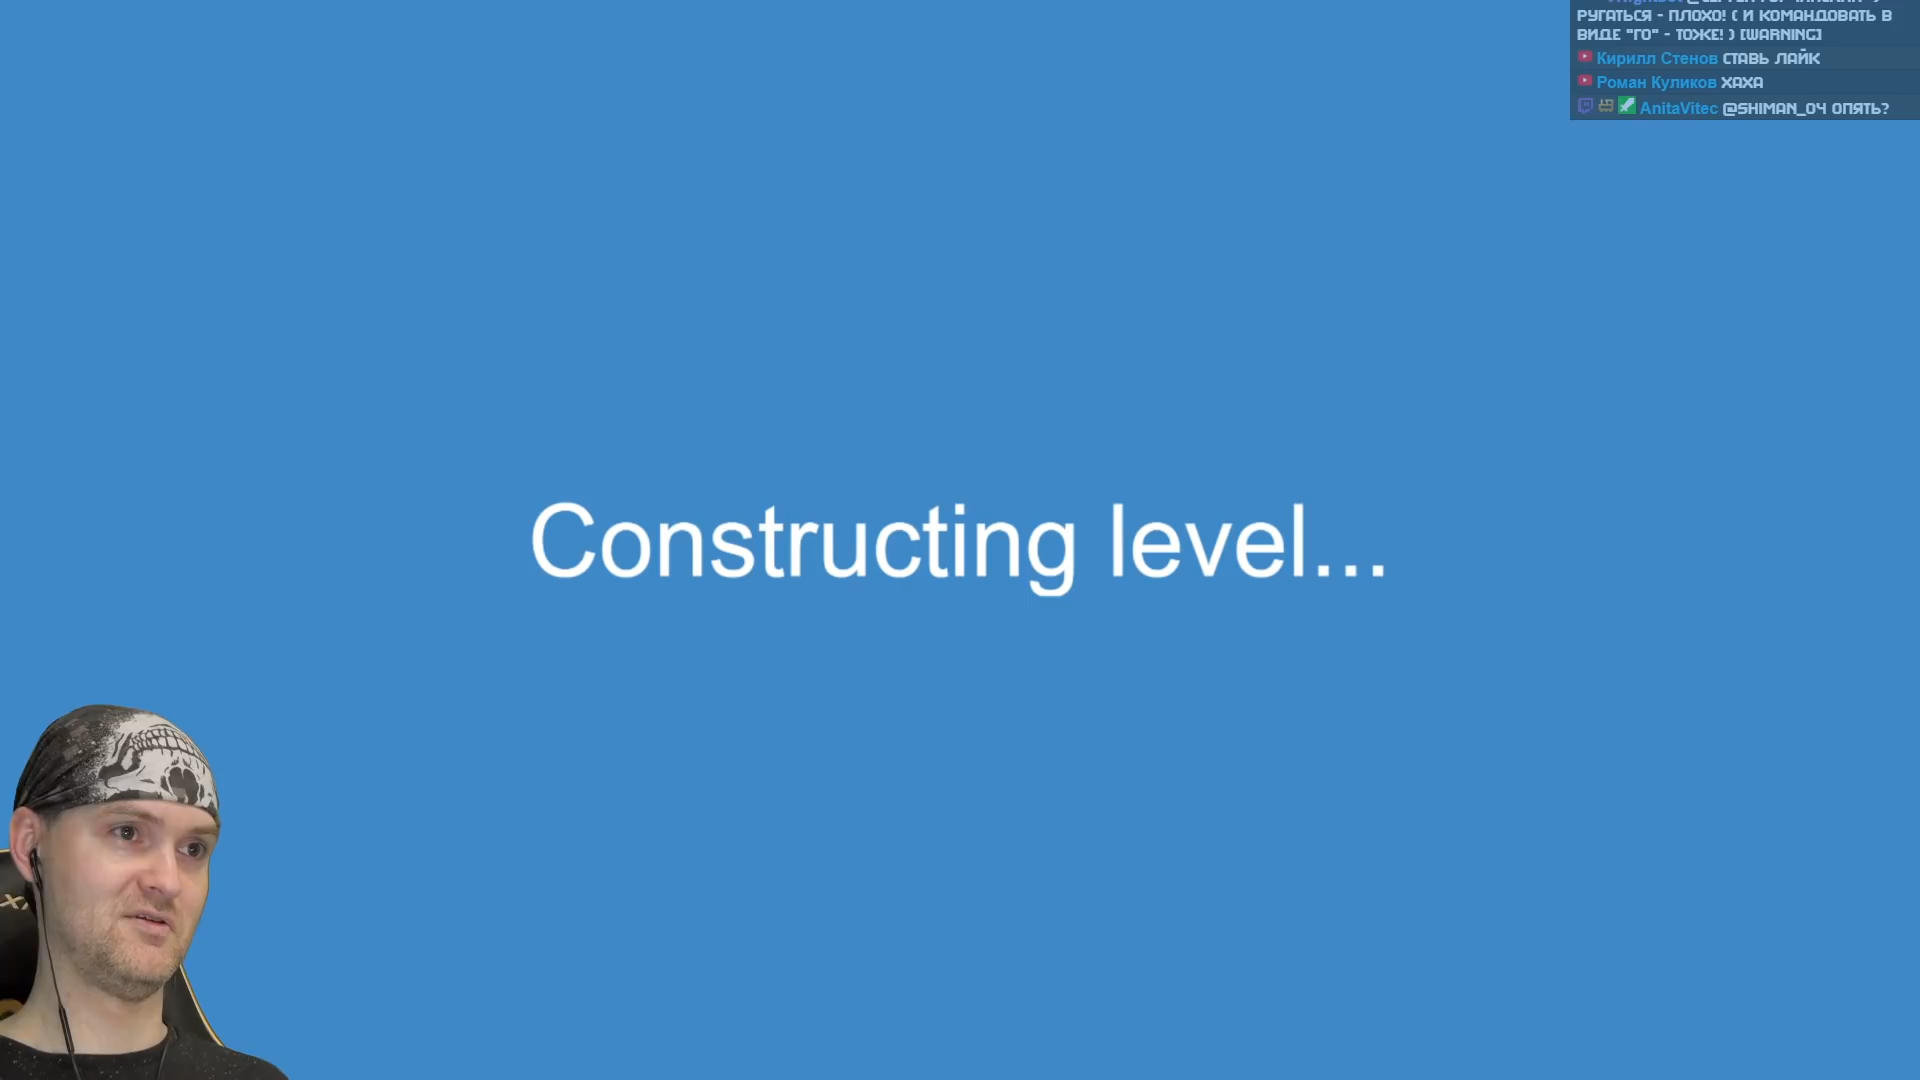 РУГАТЬСЯ - ПЛОХО! ( И КОМАНДОВАТЬ В
ВИДЕ "ГО" - ТОЖЕ! ) [WARNING]
Кирилл Стенов СТАВЬ ЛАЙК
Роман Куликов ХАХА
AnitaVitec @SHIMAN_04 ОПЯТЬ?
Constructing level...